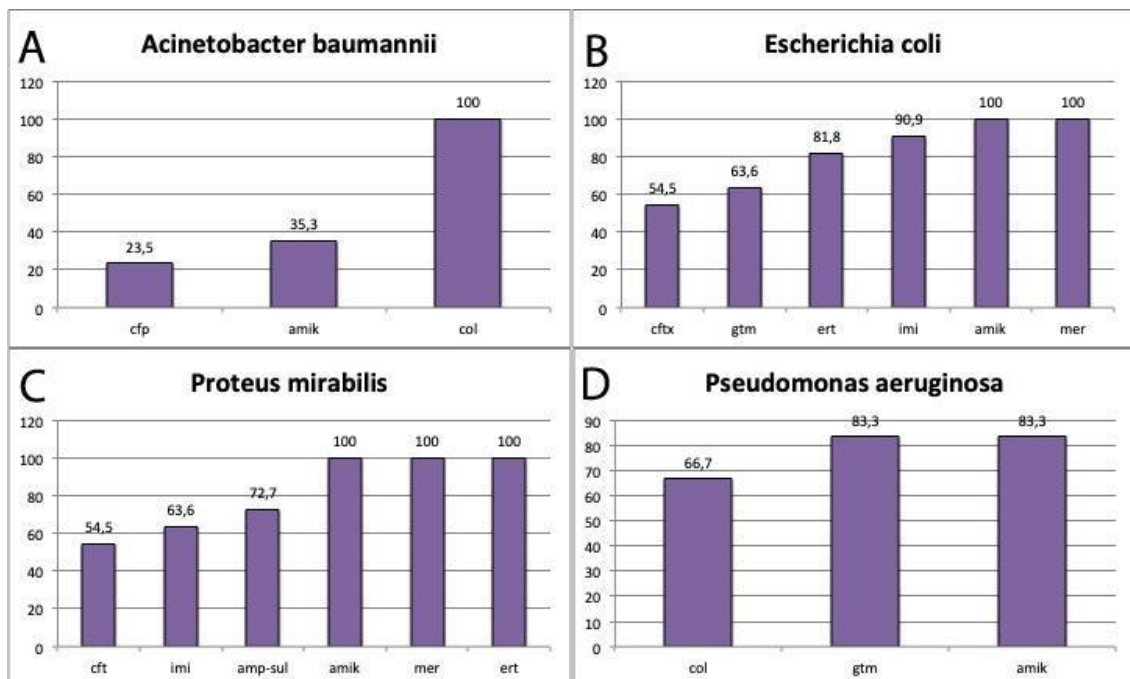 A
Acinetobacter baumannii
120
100
80
60
40
20
0
23,5
35,3
100
cfp
amik
col
B
Escherichia coli
120
100
80
60
40
20
0
54,5
63,6
81,8
90,9
100
100
cftx
gtm
ert
imi
amik
mer
C
Proteus mirabilis
120
100
80
60
40
20
0
54,5
63,6
72,7
100
100
100
cft
imi
amp-sul
amik
mer
ert
D
Pseudomonas aeruginosa
90
80
70
60
50
40
30
20
10
0
66,7
83,3
83,3
col
gtm
amik